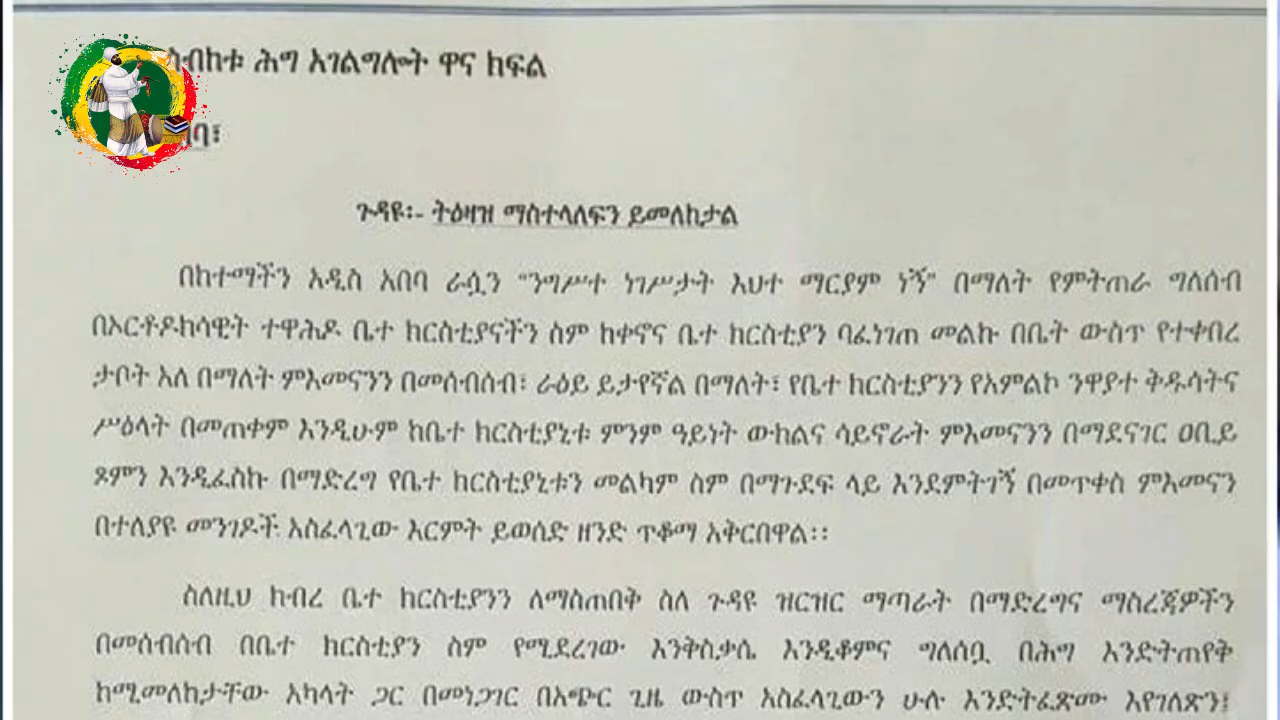 ስብከቱ ሕግ አገልግሎት ዋና ክፍል
ጉዳዩ፡- ትዕዛዝ ማስተላለፍን ይመለከታል
በከተማችን አዲስ አበባ ራሷን "ንግሥተ ነገሥታት እህተ ማርያም ነኝ" በማለት የምትጠራ ግለሰብ
በኦርቶዶክሳዊት ተዋሕዶ ቤተ ክርስቲያናችን ስም ከቀኖና ቤተ ክርስቲያን ባፈነገጠ መልኩ በቤት ውስጥ የተቀበረ
ታቦት አለ በማለት ምእመናንን በመሰብሰብ፣ ራዕይ ይታየኛል በማለት፣ የቤተ ክርስቲያንን የአምልኮ ንዋያተ ቅዱሳትና
ሥዕላት በመጠቀም እንዲሁም ከቤተ ክርስቲያኒቱ ምንም ዓይነት ውክልና ሳይኖራት ምእመናንን በማደናገር ዐቢይ
ጾምን እንዲፈስኩ በማድረግ የቤተ ክርስቲያኒቱን መልካም ስም በማጉደፍ ላይ እንደምትገኝ በመጥቀስ ምእመናን
በተለያዩ መንገዶች አስፈላጊው እርምት ይወሰድ ዘንድ ጥቆማ አቅርበዋል፡፡
ስለዚህ ክብረ ቤተ ክርስቲያንን ለማስጠበቅ ስለ ጉዳዩ ዝርዝር ማጣራት በማድረግና ማስረጃዎችን
በመሰብሰብ በቤተ ክርስቲያን ስም የሚደረገው እንቅስቃሴ እንዲቆምና ግለሰቧ በሕግ እንድትጠየቅ
ከሚመለከታቸው አካላት ጋር በመነጋገር በአጭር ጊዜ ውስጥ አስፈላጊውን ሁሉ እንድትፈጽሙ እየገለጽን፤